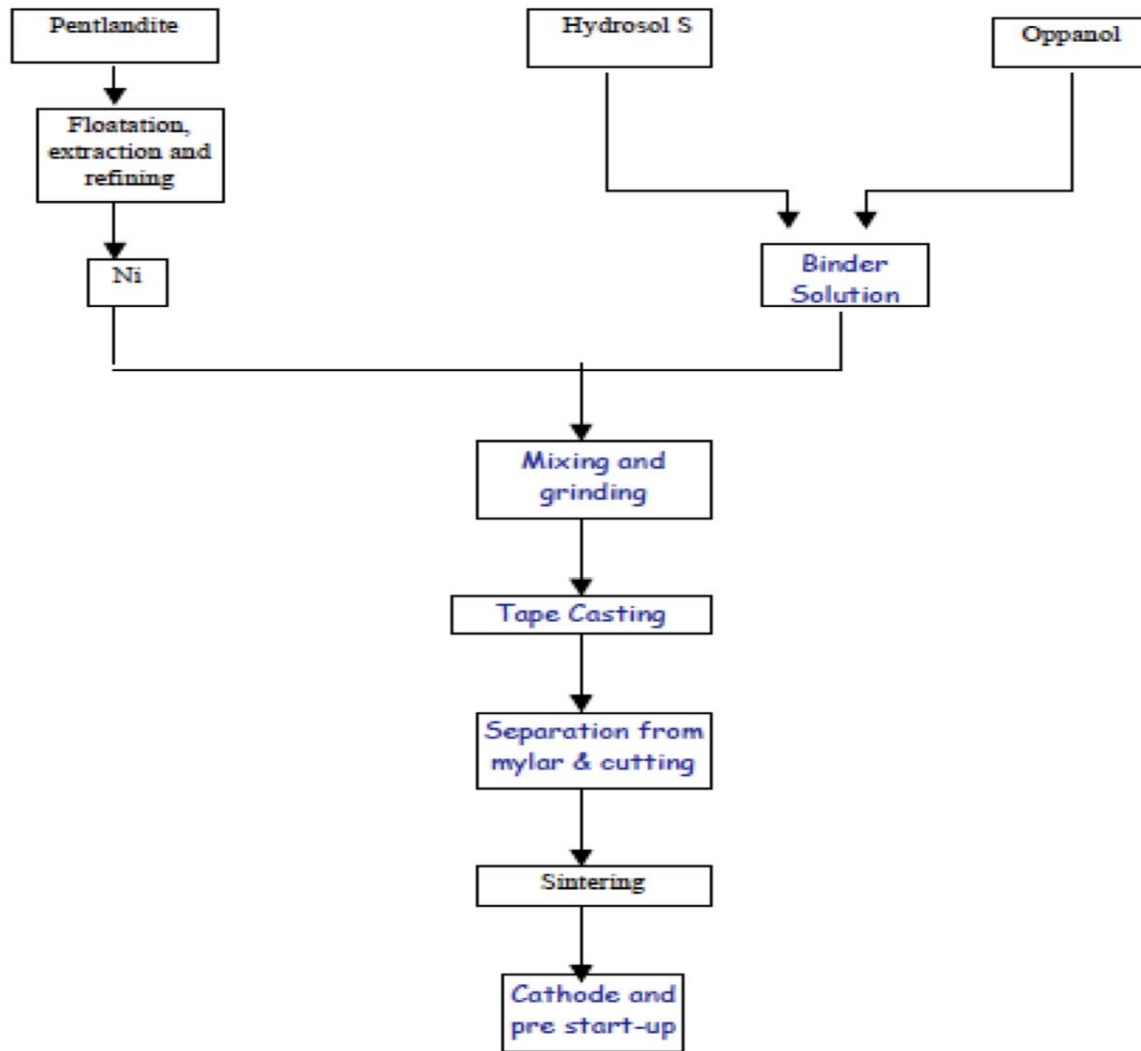 Pentlandite
Hydrosol S
Oppanol
Floatation,
extraction and
refining
Ni
Binder
Solution
Mixing and
grinding
Tape Casting
Separation from
mylar & cutting
Sintering
Cathode and
pre start-up